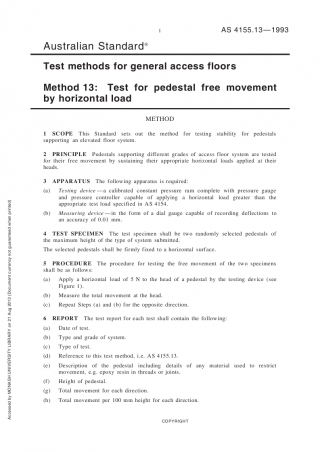 1
AS 4155.13—1993
Australian Standard®
Test methods for general access floors
Method 13: Test for pedestal free movement
by horizontal load
METHOD
1 SCOPE This Standard sets out the method for testing stability for pedestals
supporting an elevated floor system.
2 PRINCIPLE Pedestals supporting different grades of access floor system are tested
for their free movement by sustaining their appropriate horizontal loads applied at their
heads.
3 APPARATUS The following apparatus is required:
(a) Testing device — a calibrated constant pressure ram complete with pressure gauge
and pressure controller capable of applying a horizontal load greater than the
appropriate test load specified in AS 4154.
(b) Measuring device — in the form of a dial gauge capable of recording deflections to
an accuracy of 0.01 mm.
4 TEST SPECIMEN The test specimen shall be two randomly selected pedestals of
the maximum height of the type of system submitted.
The selected pedestals shall be firmly fixed to a horizontal surface.
5 PROCEDURE The procedure for testing the free movement of the two specimens
shall be as follows:
(a) Apply a horizontal load of 5 N to the head of a pedestal by the testing device (see
Figure 1).
(b) Measure the total movement at the head.
(c) Repeat Steps (a) and (b) for the opposite direction.
6 REPORT The test report for each test shall contain the following:
(a) Date of test.
(b) Type and grade of system.
(c) Type of test.
(d) Reference to this test method, i.e. AS 4155.13.
(e) Description of the pedestal including details of any material used to restrict
movement, e.g. epoxy resin in threads or joints.
(f) Height of pedestal.
(g) Total movement for each direction.
(h) Total movement per 100 mm height for each direction.
COPYRIGHT
Accessed by MONASH UNIVERSITY LIBRARY on 21 Aug 2013 (Document currency not guaranteed when printed)